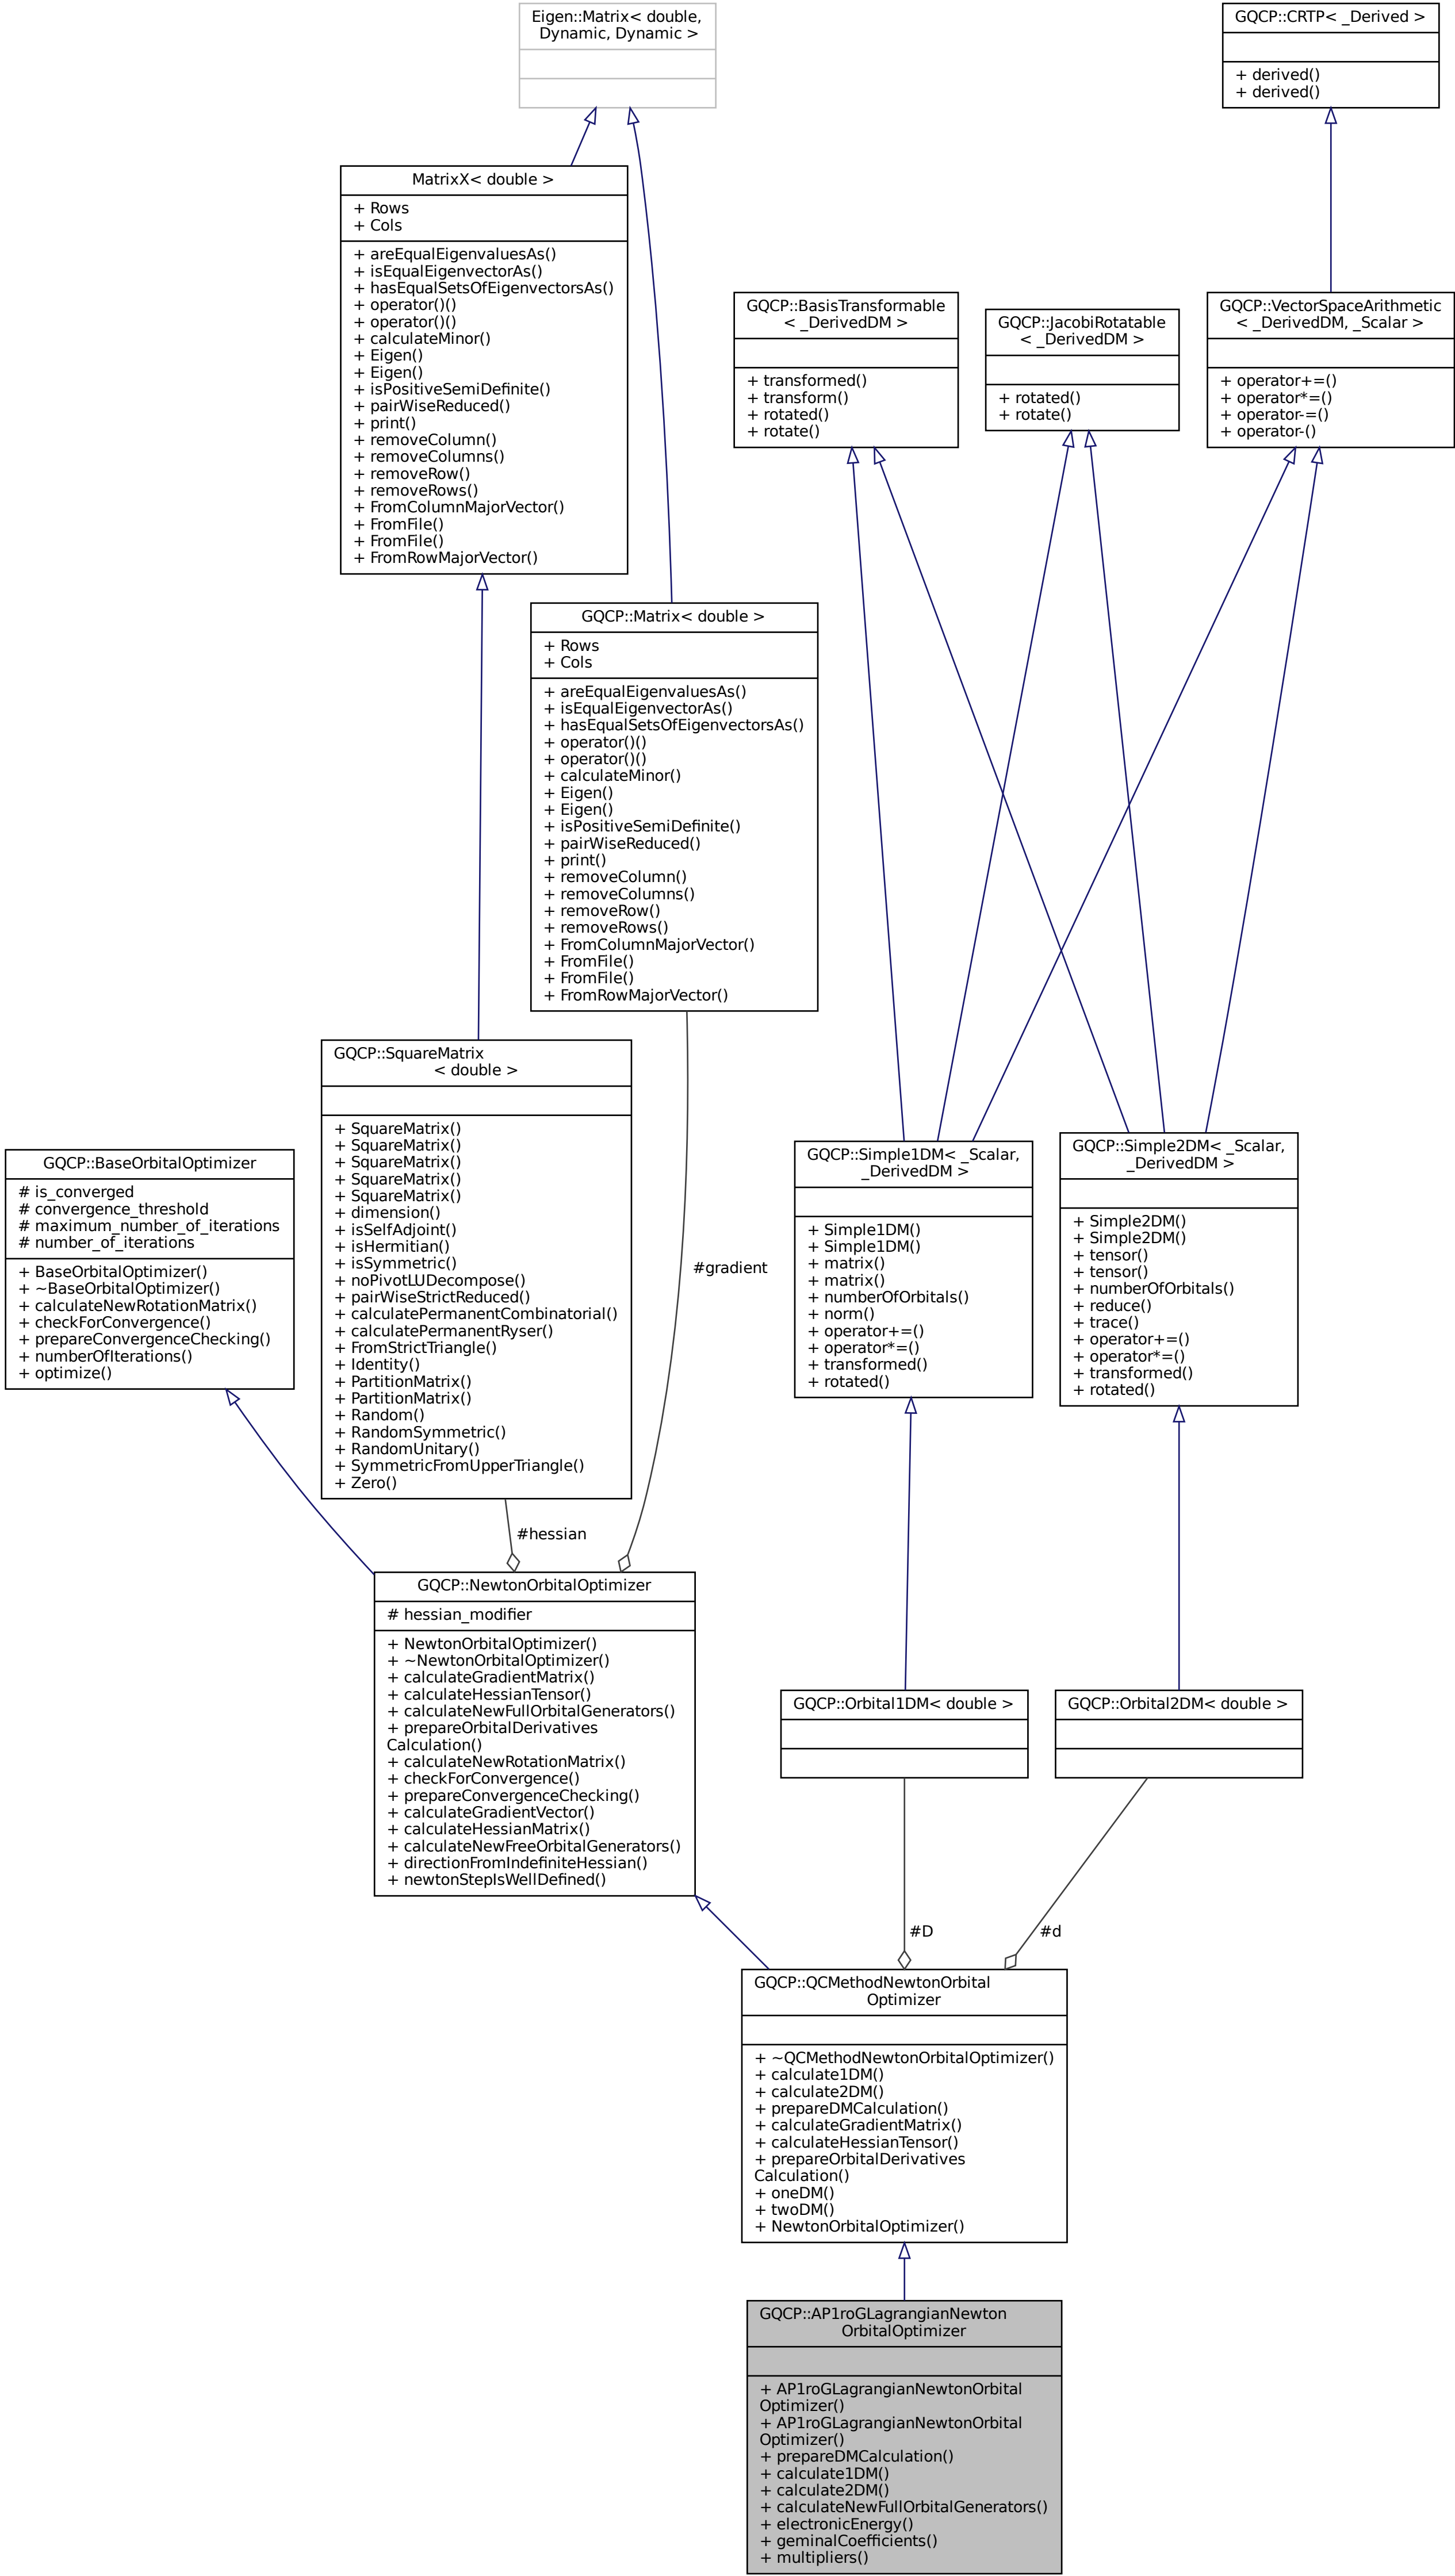 Eigen::Matrix< double,
Dynamic, Dynamic >
GQCP::CRTP< _Derived >
+ derived()
+ derived()
MatrixX< double >
+ Rows
+ Cols
+ areEqualEigenvaluesAs()
+ isEqualEigenvectorAs()
+ hasEqualSetsOfEigenvectorsAs()
+ operator()()
+ operator()()
+ calculateMinor()
+ Eigen()
+ Eigen()
+ isPositiveSemiDefinite()
+ pairWiseReduced()
+ print()
+ removeColumn()
+ removeColumns()
+ removeRow()
+ removeRows()
+ FromColumnMajorVector()
+ FromFile()
+ FromFile()
+ FromRowMajorVector()
GQCP::BasisTransformable
< _DerivedDM >
+ transformed()
+ transform()
+ rotated()
+ rotate()
GQCP::JacobiRotatable
< _DerivedDM >
+ rotated()
+ rotate()
GQCP::VectorSpaceArithmetic
< _DerivedDM, _Scalar >
+ operator+=()
+ operator*=()
+ operator-=()
+ operator-()
GQCP::Matrix< double >
+ Rows
+ Cols
+ areEqualEigenvaluesAs()
+ isEqualEigenvectorAs()
+ hasEqualSetsOfEigenvectorsAs()
+ operator()()
+ operator()()
+ calculateMinor()
+ Eigen()
+ Eigen()
+ isPositiveSemiDefinite()
+ pairWiseReduced()
+ print()
+ removeColumn()
+ removeColumns()
+ removeRow()
+ removeRows()
+ FromColumnMajorVector()
+ FromFile()
+ FromFile()
+ FromRowMajorVector()
GQCP::SquareMatrix
< double >
+ SquareMatrix()
+ SquareMatrix()
+ SquareMatrix()
+ SquareMatrix()
+ SquareMatrix()
+ dimension()
+ isSelfAdjoint()
+ isHermitian()
+ isSymmetric()
+ noPivotLUDecompose()
+ pairWiseStrictReduced()
+ calculatePermanentCombinatorial()
+ calculatePermanentRyser()
+ FromStrictTriangle()
+ Identity()
+ PartitionMatrix()
+ PartitionMatrix()
+ Random()
+ RandomSymmetric()
+ RandomUnitary()
+ SymmetricFromUpperTriangle()
+ Zero()
GQCP::BaseOrbitalOptimizer
# is_converged
# convergence_threshold
# maximum_number_of_iterations
# number_of_iterations
+ BaseOrbitalOptimizer()
+ ~BaseOrbitalOptimizer()
+ calculateNewRotationMatrix()
+ checkForConvergence()
+ prepareConvergenceChecking()
+ numberOfIterations()
+ optimize()
#gradient
GQCP::Simple1DM< _Scalar,
_DerivedDM >
+ Simple1DM()
+ Simple1DM()
+ matrix()
+ matrix()
+ numberOfOrbitals()
+ norm()
+ operator+=()
+ operator*=()
+ transformed()
+ rotated()
GQCP::Simple2DM< _Scalar,
_DerivedDM >
+ Simple2DM()
+ Simple2DM()
+ tensor()
+ tensor()
+ numberOfOrbitals()
+ reduce()
+ trace()
+ operator+=()
+ operator*=()
+ transformed()
+ rotated()
#hessian
GQCP::NewtonOrbitalOptimizer
# hessian_modifier
+ NewtonOrbitalOptimizer()
+ ~NewtonOrbitalOptimizer()
+ calculateGradientMatrix()
+ calculateHessianTensor()
+ calculateNewFullOrbitalGenerators()
+ prepareOrbitalDerivatives
Calculation()
+ calculateNewRotationMatrix()
+ checkForConvergence()
+ prepareConvergenceChecking()
+ calculateGradientVector()
+ calculateHessianMatrix()
+ calculateNewFreeOrbitalGenerators()
+ directionFromIndefiniteHessian()
+ newtonStepIsWellDefined()
GQCP::Orbital1DM< double >
GQCP::Orbital2DM< double >
#D
#d
GQCP::QCMethodNewtonOrbital
Optimizer
+ ~QCMethodNewtonOrbitalOptimizer()
+ calculate1DM()
+ calculate2DM()
+ prepareDMCalculation()
+ calculateGradientMatrix()
+ calculateHessianTensor()
+ prepareOrbitalDerivatives
Calculation()
+ oneDM()
+ twoDM()
+ NewtonOrbitalOptimizer()
GQCP::AP1roGLagrangianNewton
OrbitalOptimizer
+ AP1roGLagrangianNewtonOrbital
Optimizer()
+ AP1roGLagrangianNewtonOrbital
Optimizer()
+ prepareDMCalculation()
+ calculate1DM()
+ calculate2DM()
+ calculateNewFullOrbitalGenerators()
+ electronicEnergy()
+ geminalCoefficients()
+ multipliers()